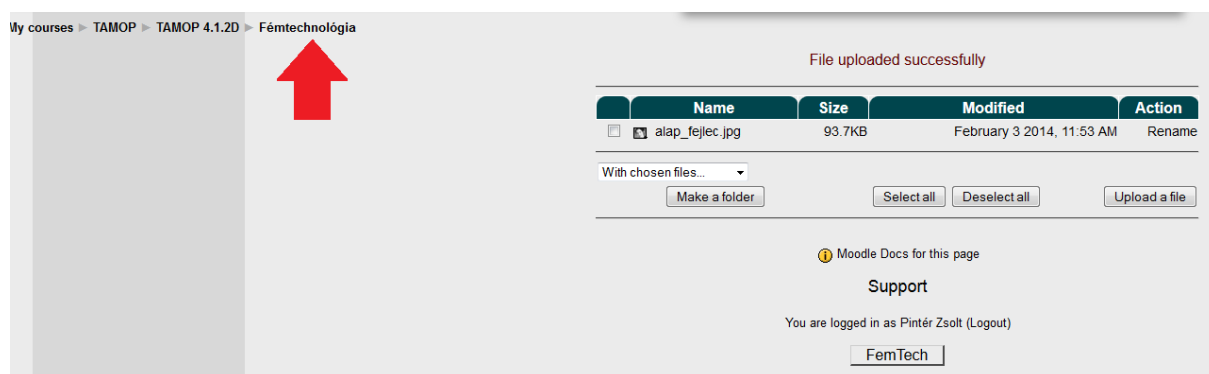 My courses ► TAMOP ► TAMOP 4.1.2D ► Fémtechnológia
File uploaded successfully
Name Size Modified Action
alap_fejlec.jpg 93.7KB February 3 2014, 11:53 AM Rename
With chosen files...
Make a folder Select all Deselect all Upload a file
Moodle Docs for this page
Support
You are logged in as Pintér Zsolt (Logout)
FemTech